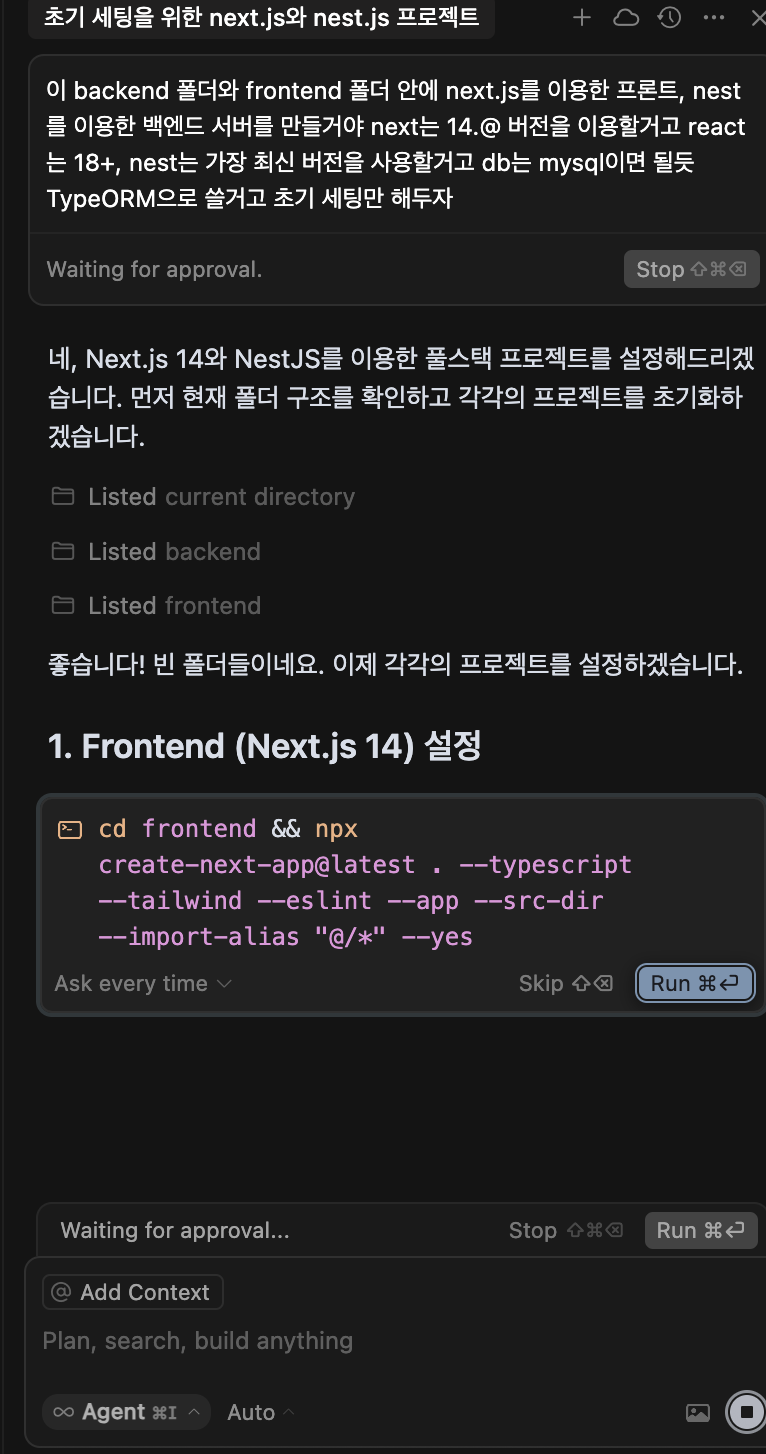 초기 세팅을 위한 next.js와 nest.js 프로젝트
이 backend 폴더와 frontend 폴더 안에 next.js를 이용한 프론트, nest
를 이용한 백엔드 서버를 만들거야 next는 14.@ 버전을 이용할거고 react
는 18+, nest는 가장 최신 버전을 사용할거고 db는 mysql이면 될듯
TypeORM으로 쓸거고 초기 세팅만 해두자
Waiting for approval.
Stop ⇧⌘⌫
네, Next.js 14와 NestJS를 이용한 풀스택 프로젝트를 설정해드리겠
습니다. 먼저 현재 폴더 구조를 확인하고 각각의 프로젝트를 초기화하
겠습니다.
Listed current directory
Listed backend
Listed frontend
좋습니다! 빈 폴더들이네요. 이제 각각의 프로젝트를 설정하겠습니다.
1. Frontend (Next.js 14) 설정
cd frontend && npx
create-next-app@latest . --typescript
--tailwind --eslint --app --src-dir
--import-alias "@/*" --yes
Ask every time
Skip ⇧⌫
Run ⌘⏎
Waiting for approval...
Stop ⇧⌘⌫
Run ⌘⏎
@ Add Context
Plan, search, build anything
∞ Agent ⌘I
Auto